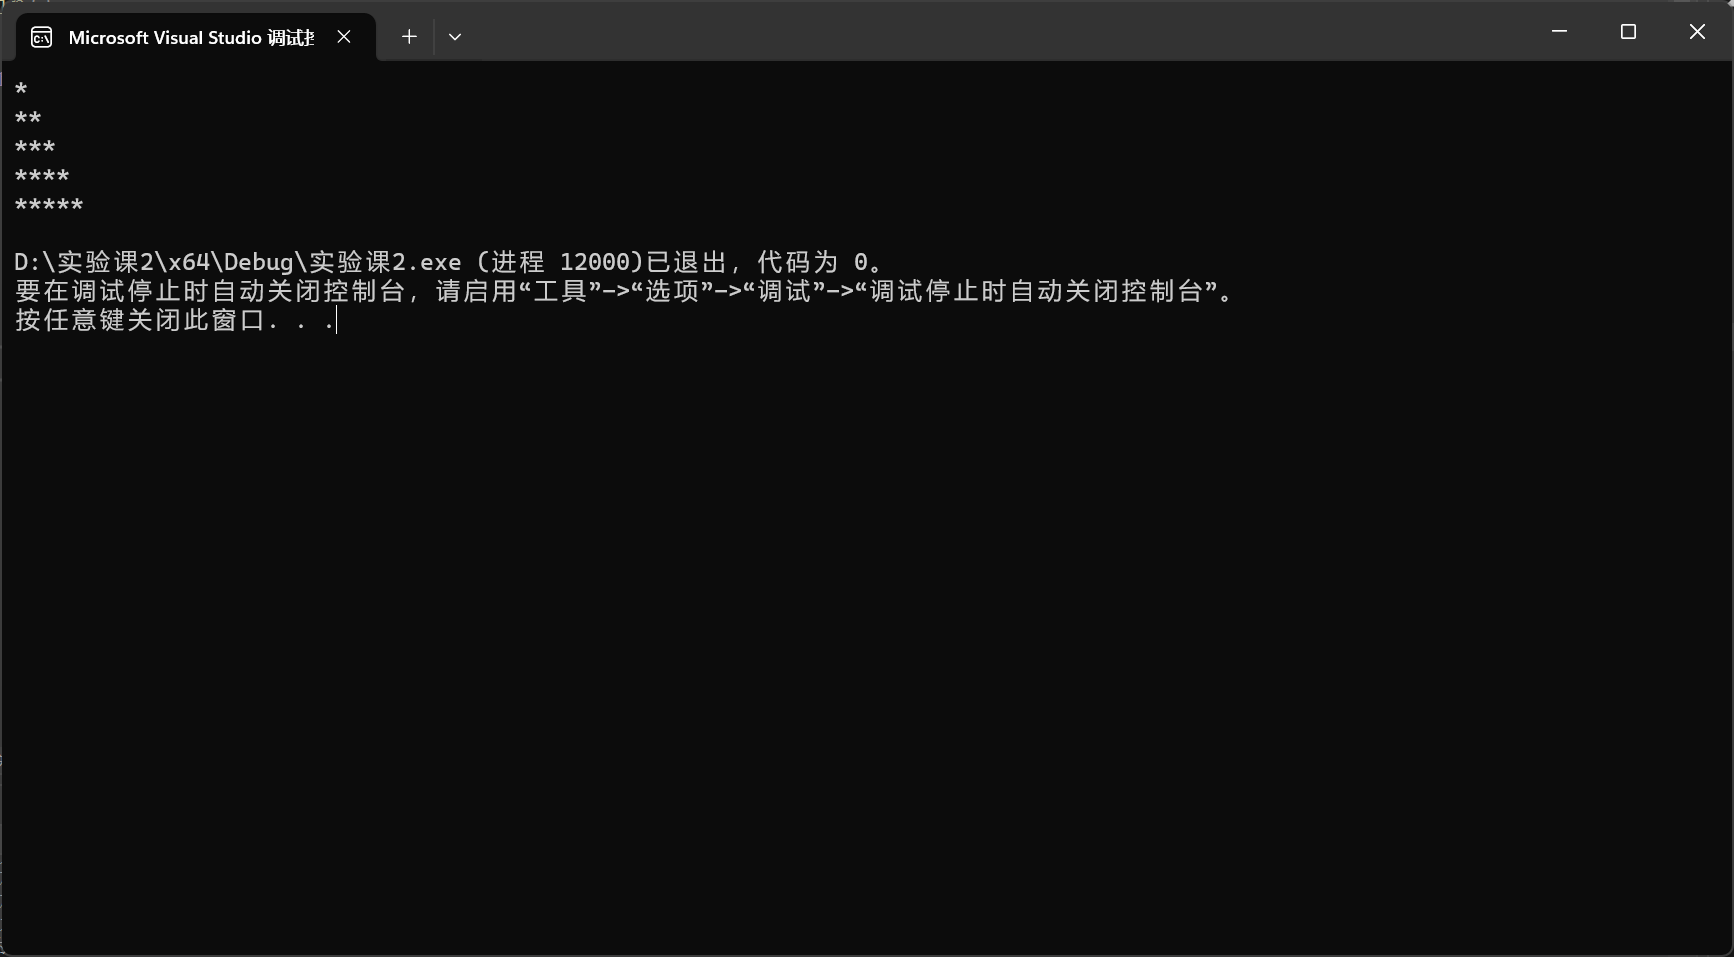 Microsoft Visual Studio 调试
*
**
***
****
*****
D:\实验课2\x64\Debug\实验课2.exe (进程 12000)已退出，代码为 0。
要在调试停止时自动关闭控制台，请启用“工具”->“选项”->“调试”->“调试停止时自动关闭控制台”。
按任意键关闭此窗口. . .